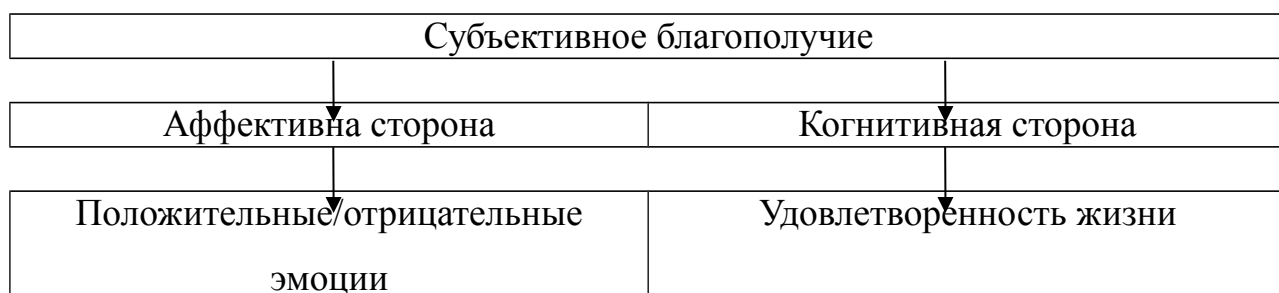 Субъективное благополучие
Аффективна сторона
Когнитивная сторона
Положительные/отрицательные
эмоции
Удовлетворенность жизни